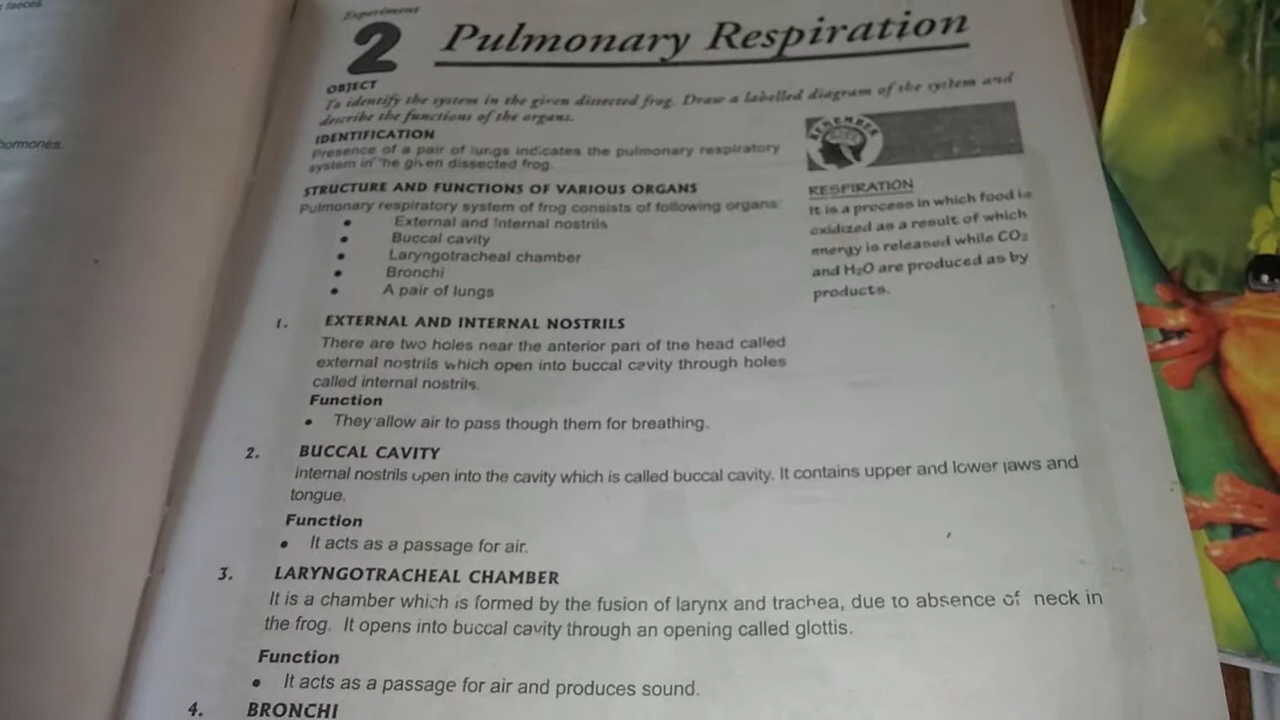 faeces.
hormones.
Experiment
2 Pulmonary Respiration
OBJECT
To identify the system in the given dissected frog. Draw a labelled diagram of the system and
describe the functions of the organs.
IDENTIFICATION
Presence of a pair of lungs indicates the pulmonary respiratory
system in the given dissected frog.
STRUCTURE AND FUNCTIONS OF VARIOUS ORGANS
Pulmonary respiratory system of frog consists of following organs:
• External and Internal nostrils
• Buccal cavity
• Laryngotracheal chamber
• Bronchi
• A pair of lungs
REMEMBER
RESPIRATION
It is a process in which food is
oxidized as a result of which
energy is released while CO₂
and H₂O are produced as by
products.
1. EXTERNAL AND INTERNAL NOSTRILS
There are two holes near the anterior part of the head called
external nostrils which open into buccal cavity through holes
called internal nostrils.
Function
• They allow air to pass though them for breathing.
2. BUCCAL CAVITY
Internal nostrils open into the cavity which is called buccal cavity. It contains upper and lower jaws and
tongue.
Function
• It acts as a passage for air.
3. LARYNGOTRACHEAL CHAMBER
It is a chamber which is formed by the fusion of larynx and trachea, due to absence of neck in
the frog. It opens into buccal cavity through an opening called glottis.
Function
• It acts as a passage for air and produces sound.
4. BRONCHI